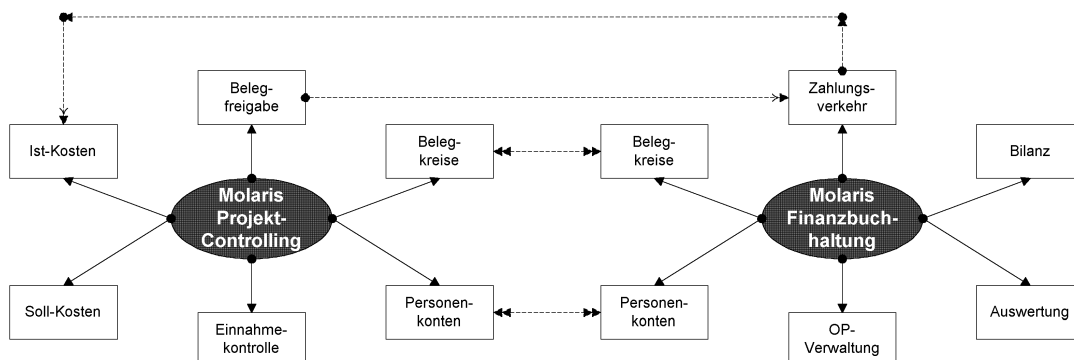 Beleg-
freigabe
Zahlungs-
verkehr
Ist-Kosten
Beleg-
kreise
Beleg-
kreise
Bilanz
Molaris
Projekt-
Controlling
Molaris
Finanzbuch-
haltung
Soll-Kosten
Einnahme-
kontrolle
Personen-
konten
Personen-
konten
OP-
Verwaltung
Auswertung